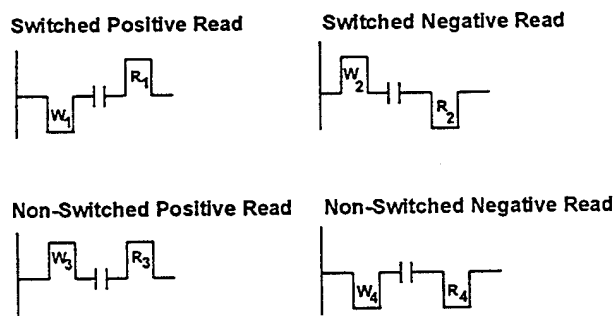 Switched Positive Read
W1
R1
Switched Negative Read
W2
R2
Non-Switched Positive Read
W3
R3
Non-Switched Negative Read
W4
R4